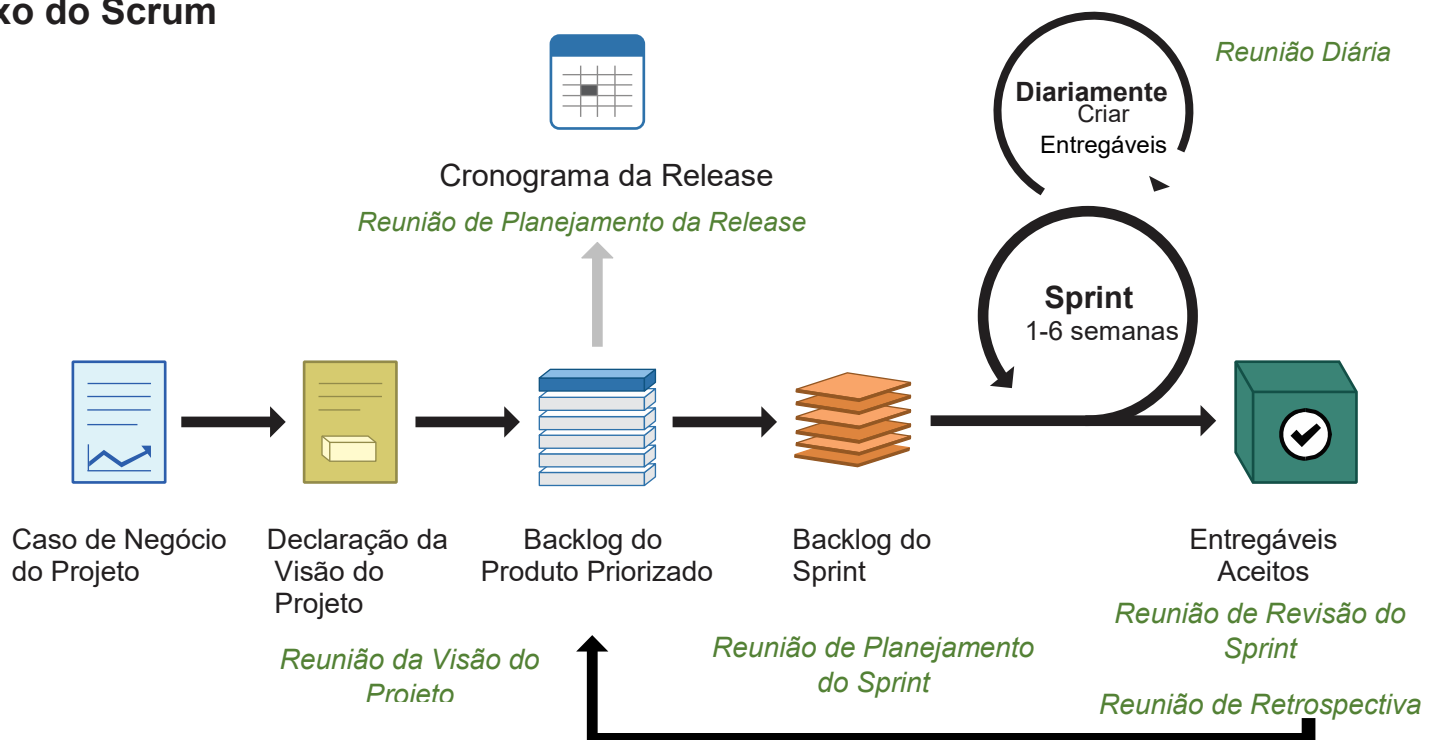 xo do Scrum
Reunião Diária
Diariamente
Criar
Entregáveis
Cronograma da Release
Reunião de Planejamento da Release
Sprint
1-6 semanas
Caso de Negócio
do Projeto
Declaração da
Visão do
Projeto
Backlog do
Produto Priorizado
Backlog do
Sprint
Entregáveis
Aceitos
Reunião da Visão do
Projeto
Reunião de Planejamento
do Sprint
Reunião de Revisão do
Sprint
Reunião de Retrospectiva